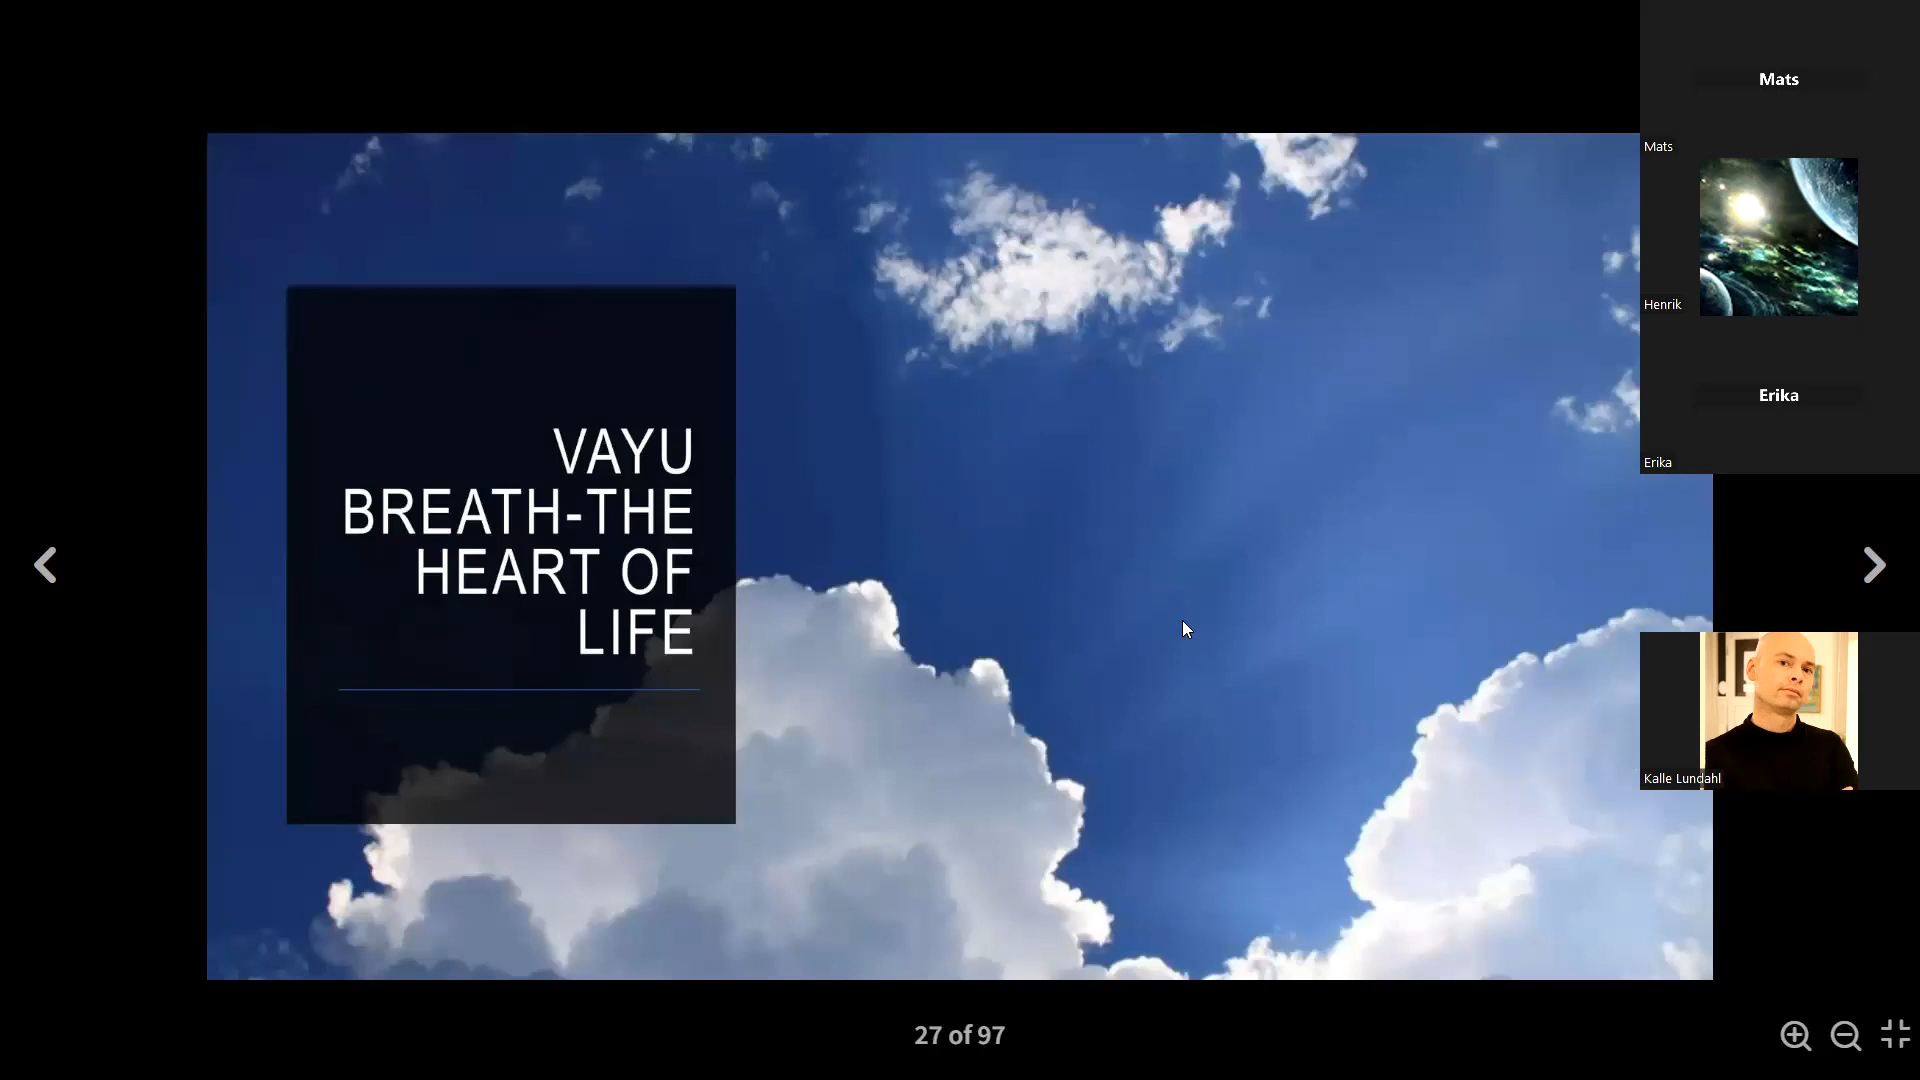 VAYU
BREATH-THE
HEART OF
LIFE
27 of 97
Mats
Mats
Henrik
Erika
Erika
Kalle Lundahl